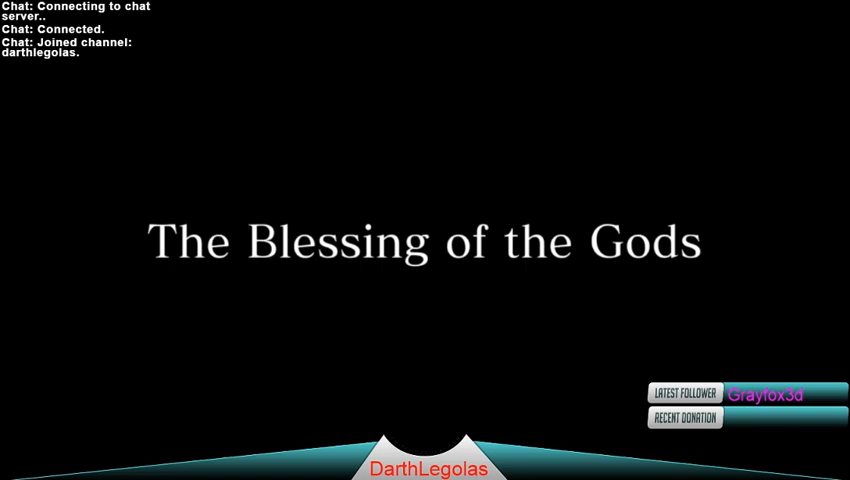 Chat: Connecting to chat
server..
Chat: Connected.
Chat: Joined channel:
darthlegolas.
The Blessing of the Gods
LATEST FOLLOWER Grayfox3d
RECENT DONATION
DarthLegolas